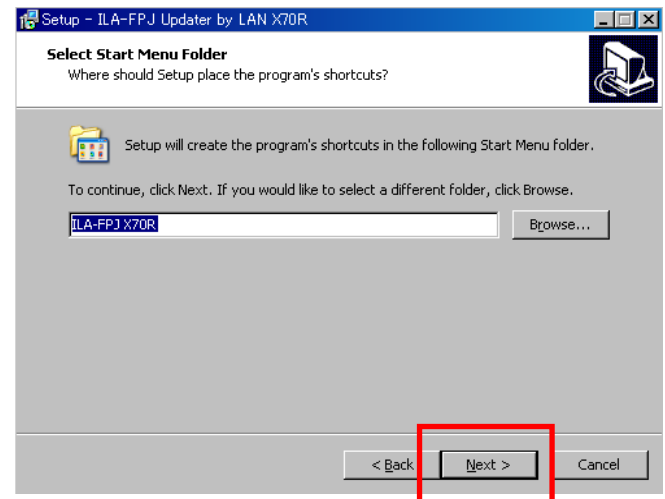 Setup - ILA-FPJ Updater by LAN X70R
Select Start Menu Folder
Where should Setup place the program's shortcuts?
Setup will create the program's shortcuts in the following Start Menu folder.
To continue, click Next. If you would like to select a different folder, click Browse.
ILA-FPJ X70R
Browse...
< Back
Next >
Cancel